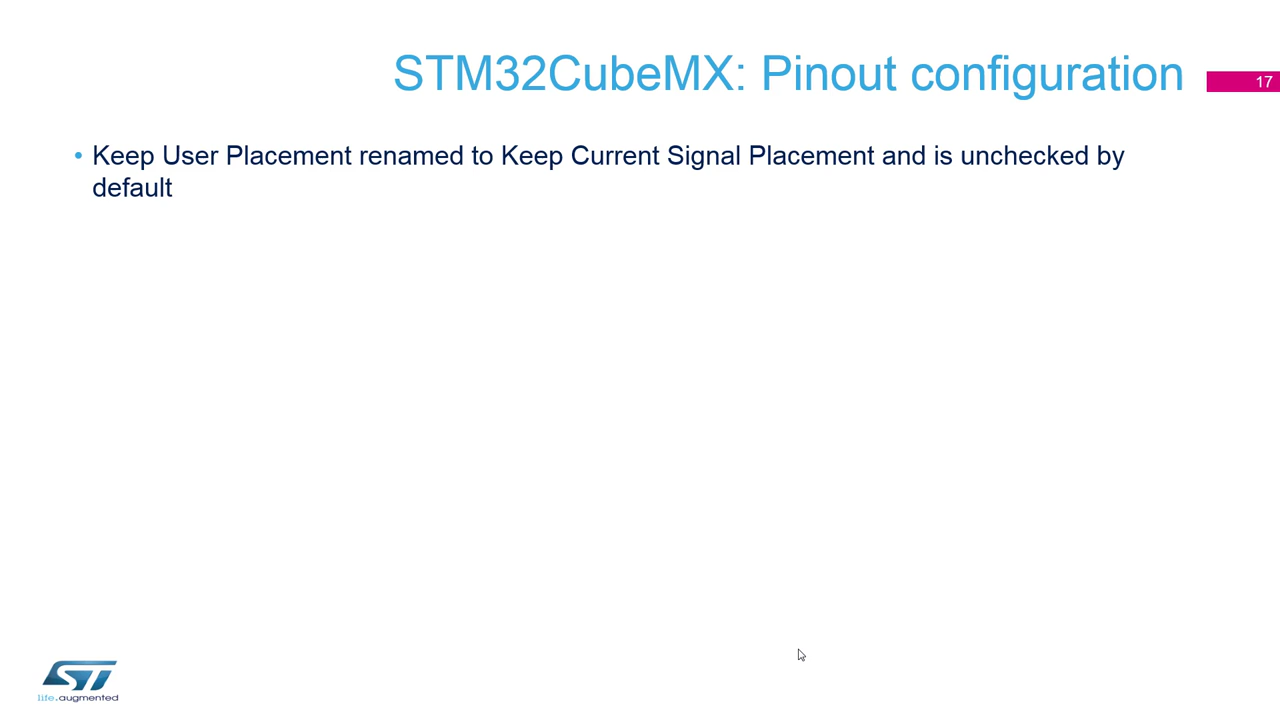 STM32CubeMX: Pinout configuration
17
• Keep User Placement renamed to Keep Current Signal Placement and is unchecked by
default
ST
life.augmented